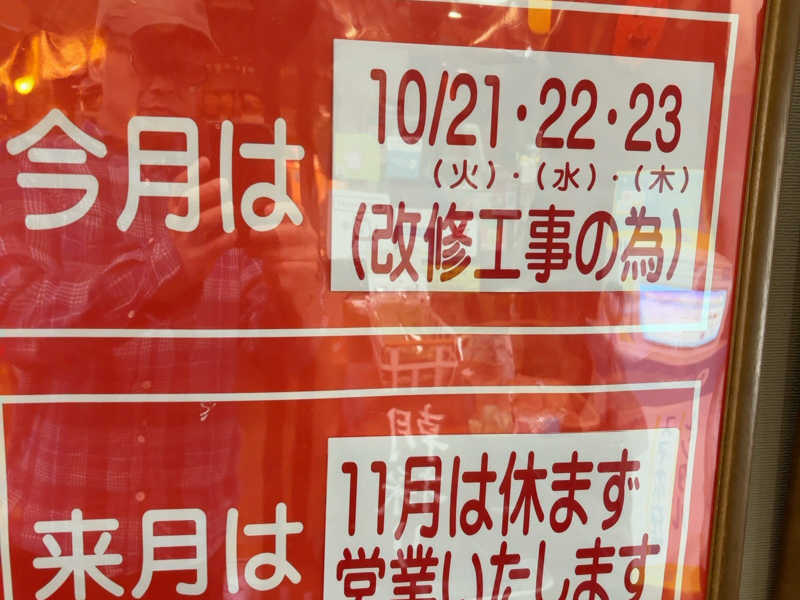 今月は
10/21・22・23
（火）・（水）・（木）
(改修工事の為)
来月は
11月は休まず
営業いたします